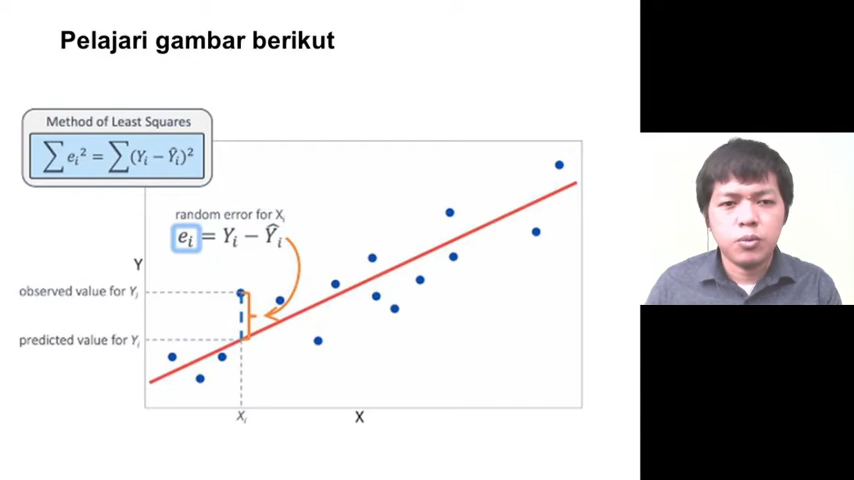 Pelajari gambar berikut
Method of Least Squares
∑ eᵢ² = ∑(Yᵢ − Ŷᵢ)²
random error for Xᵢ
eᵢ = Yᵢ − Ŷᵢ
Y
observed value for Yᵢ
predicted value for Yᵢ
Xᵢ
X